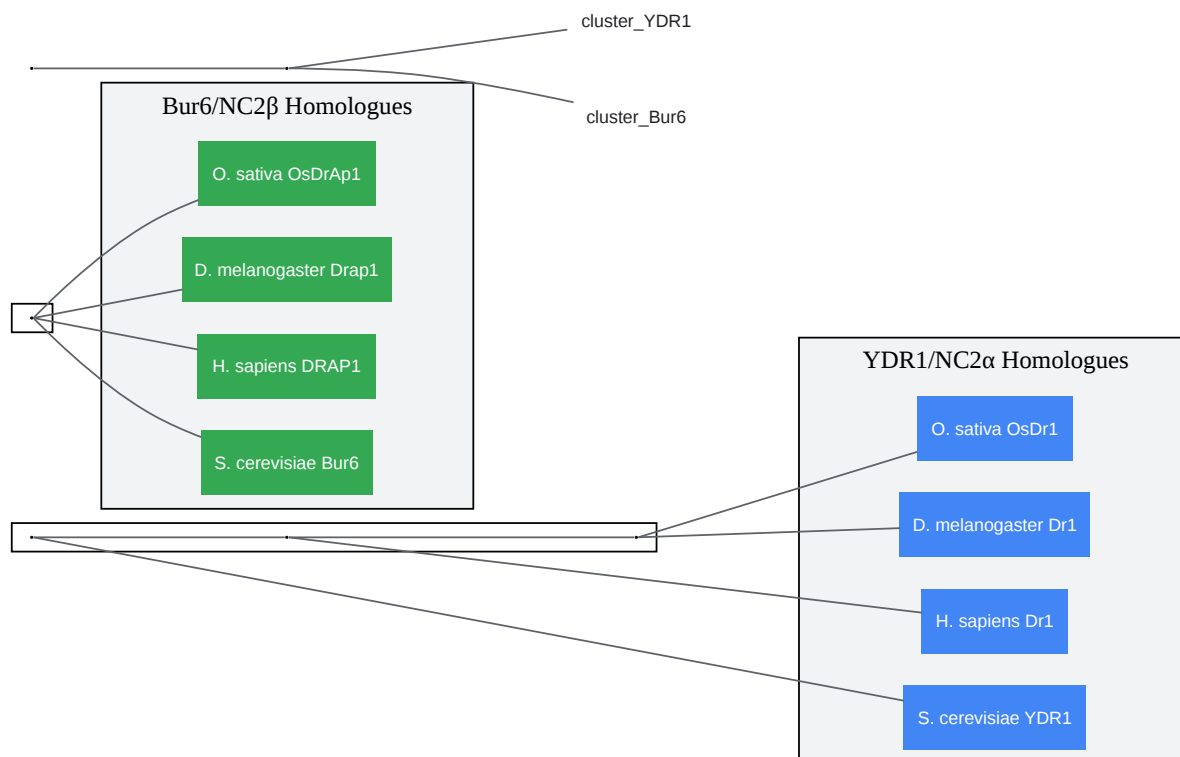 cluster_YDR1
cluster_Bur6
Bur6/NC2β Homologues
O. sativa OsDrAp1
D. melanogaster Drap1
H. sapiens DRAP1
S. cerevisiae Bur6
YDR1/NC2α Homologues
O. sativa OsDr1
D. melanogaster Dr1
H. sapiens Dr1
S. cerevisiae YDR1